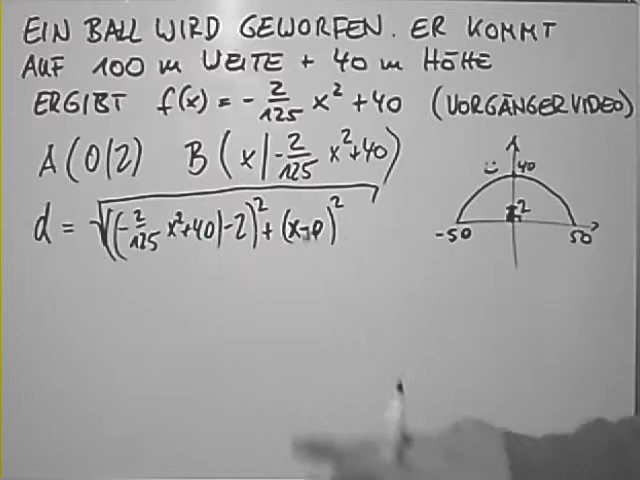 EIN BALL WIRD GEWORFEN. ER KOMMT
AUF 100 m WEITE + 40 m HÖHE
ERGIBT f(x) = - 2/125 x² + 40 (VORGÄNGERVIDEO)
A(0|2) B(x|-2/125 x²+40)
d = √((-2/125 x²+40)-2)²+(x-0)²
40
2
-50 50